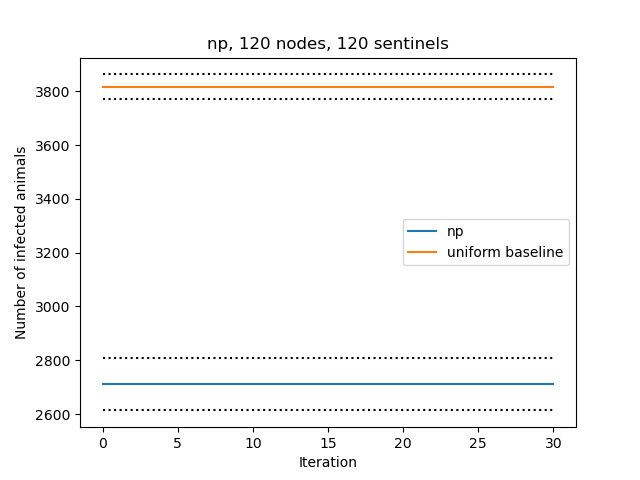 np, 120 nodes, 120 sentinels
Number of infected animals
3800
3600
3400
3200
3000
2800
2600
np
uniform baseline
0 5 10 15 20 25 30
Iteration